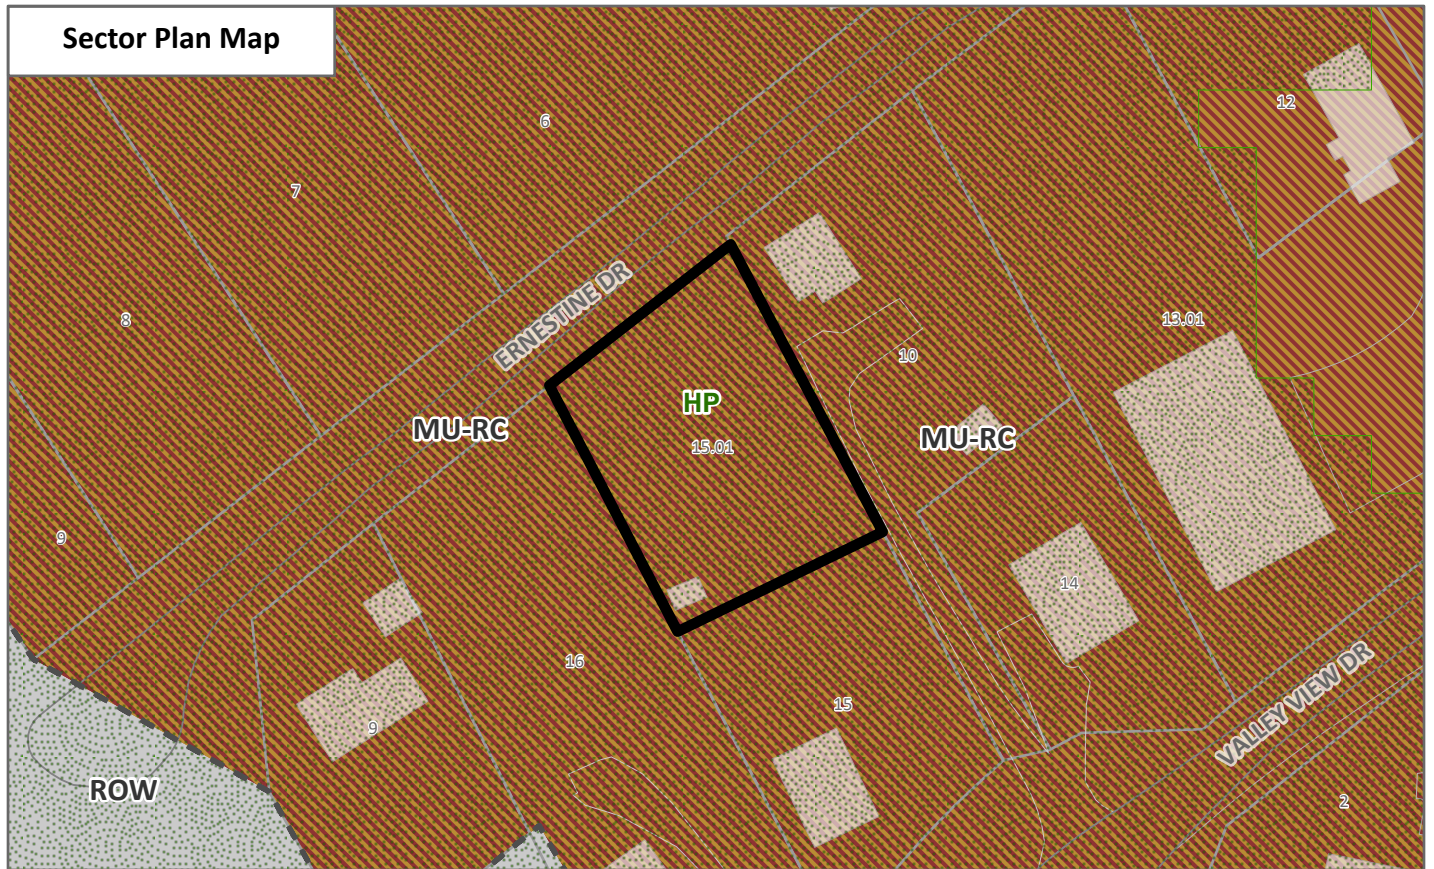 Sector Plan Map
12
6
7
ERNESTINE DR
8
13.01
10
HP
MU-RC
MU-RC
15.01
9
14
16
15
VALLEY VIEW DR
9
ROW
2